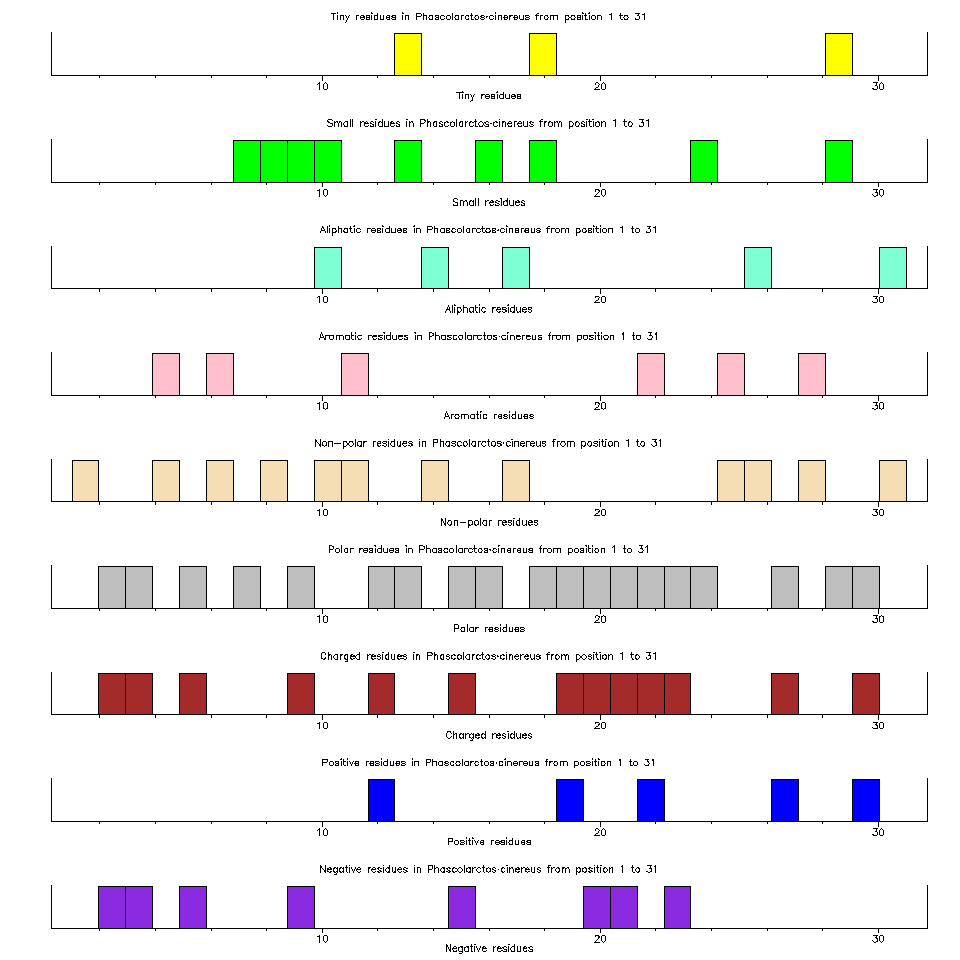 Tiny residues in Phascolarctos-cinereus from position 1 to 31
10 20 30
Tiny residues
Small residues in Phascolarctos-cinereus from position 1 to 31
10 20 30
Small residues
Aliphatic residues in Phascolarctos-cinereus from position 1 to 31
10 20 30
Aliphatic residues
Aromatic residues in Phascolarctos-cinereus from position 1 to 31
10 20 30
Aromatic residues
Non-polar residues in Phascolarctos-cinereus from position 1 to 31
10 20 30
Non-polar residues
Polar residues in Phascolarctos-cinereus from position 1 to 31
10 20 30
Polar residues
Charged residues in Phascolarctos-cinereus from position 1 to 31
10 20 30
Charged residues
Positive residues in Phascolarctos-cinereus from position 1 to 31
10 20 30
Positive residues
Negative residues in Phascolarctos-cinereus from position 1 to 31
10 20 30
Negative residues